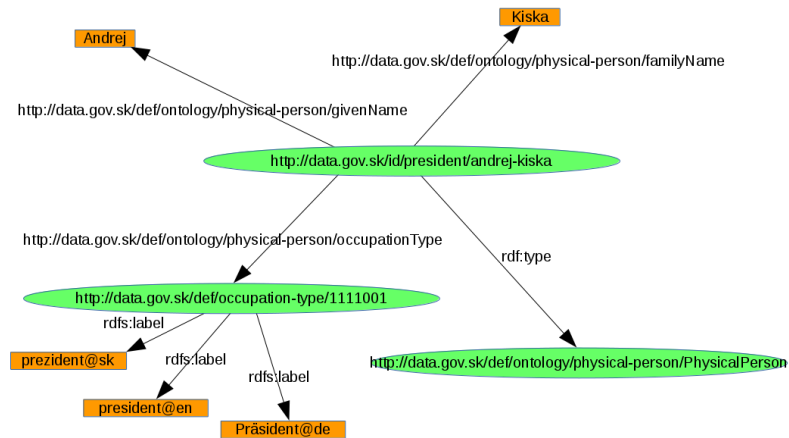 Kiska
Andrej
http://data.gov.sk/def/ontology/physical-person/familyName
http://data.gov.sk/def/ontology/physical-person/givenName
http://data.gov.sk/id/president/andrej-kiska
http://data.gov.sk/def/ontology/physical-person/occupationType
rdf:type
http://data.gov.sk/def/occupation-type/1111001
rdfs:label
prezident@sk
rdfs:label
http://data.gov.sk/def/ontology/physical-person/PhysicalPerson
rdfs:label
president@en
Präsident@de